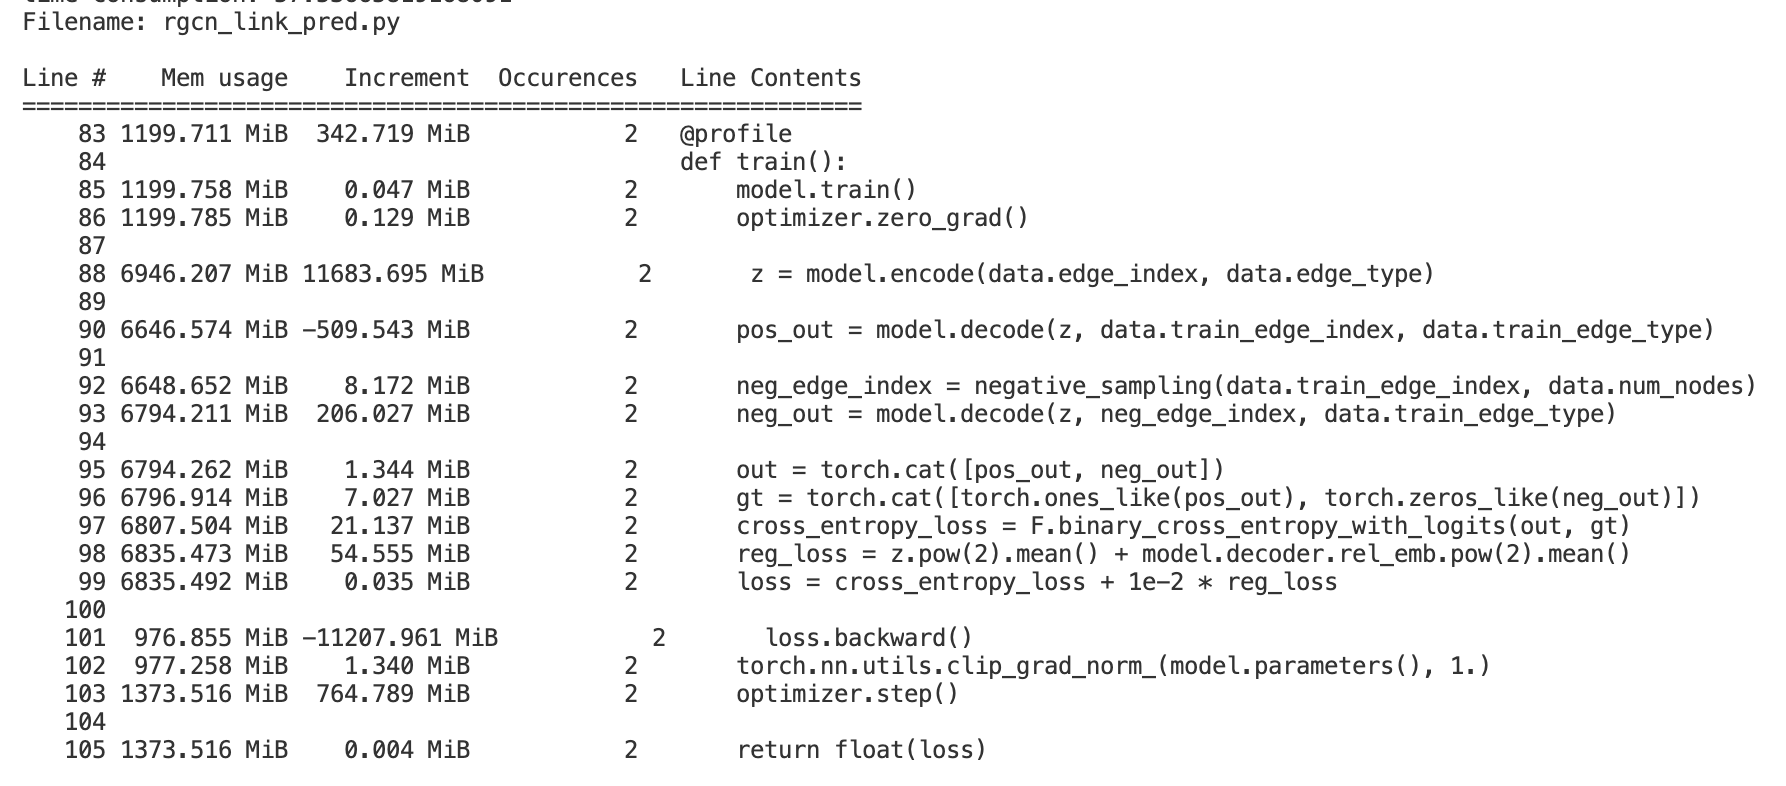 Filename: rgcn_link_pred.py
Line #    Mem usage    Increment  Occurences   Line Contents
============================================================
    83 1199.711 MiB  342.719 MiB           2   @profile
    84                                         def train():
    85 1199.758 MiB    0.047 MiB           2       model.train()
    86 1199.785 MiB    0.129 MiB           2       optimizer.zero_grad()
    87
    88 6946.207 MiB 11683.695 MiB           2       z = model.encode(data.edge_index, data.edge_type)
    89
    90 6646.574 MiB -509.543 MiB           2       pos_out = model.decode(z, data.train_edge_index, data.train_edge_type)
    91
    92 6648.652 MiB    8.172 MiB           2       neg_edge_index = negative_sampling(data.train_edge_index, data.num_nodes)
    93 6794.211 MiB  206.027 MiB           2       neg_out = model.decode(z, neg_edge_index, data.train_edge_type)
    94
    95 6794.262 MiB    1.344 MiB           2       out = torch.cat([pos_out, neg_out])
    96 6796.914 MiB    7.027 MiB           2       gt = torch.cat([torch.ones_like(pos_out), torch.zeros_like(neg_out)])
    97 6807.504 MiB   21.137 MiB           2       cross_entropy_loss = F.binary_cross_entropy_with_logits(out, gt)
    98 6835.473 MiB   54.555 MiB           2       reg_loss = z.pow(2).mean() + model.decoder.rel_emb.pow(2).mean()
    99 6835.492 MiB    0.035 MiB           2       loss = cross_entropy_loss + 1e-2 * reg_loss
   100
   101  976.855 MiB -11207.961 MiB           2       loss.backward()
   102  977.258 MiB    1.340 MiB           2       torch.nn.utils.clip_grad_norm_(model.parameters(), 1.)
   103 1373.516 MiB  764.789 MiB           2       optimizer.step()
   104
   105 1373.516 MiB    0.004 MiB           2       return float(loss)